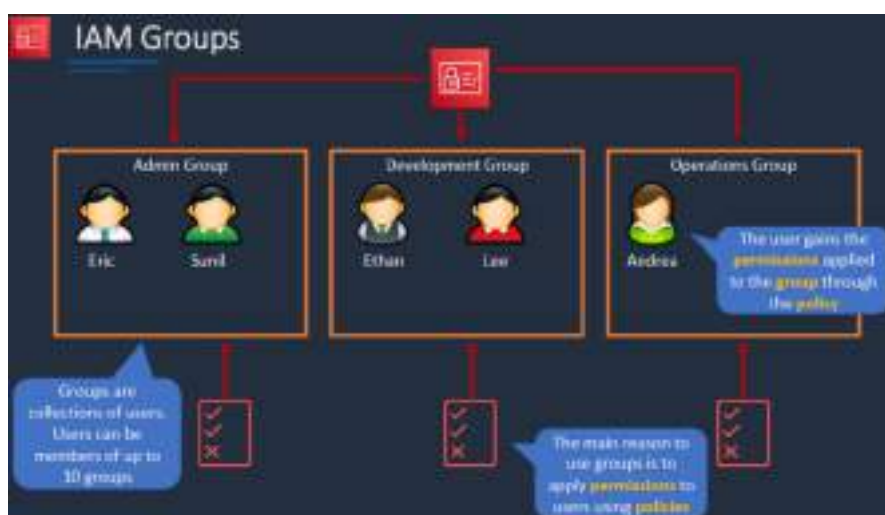 IAM Groups
Admin Group
Development Group
Operations Group
Eric
Sunil
Ethan
Lee
Andrea
The user gains the
permissions applied
to the group through
the policy
Groups are
collections of users.
Users can be
members of up to
10 groups
The main reason to
use groups is to
apply permissions to
users using policies